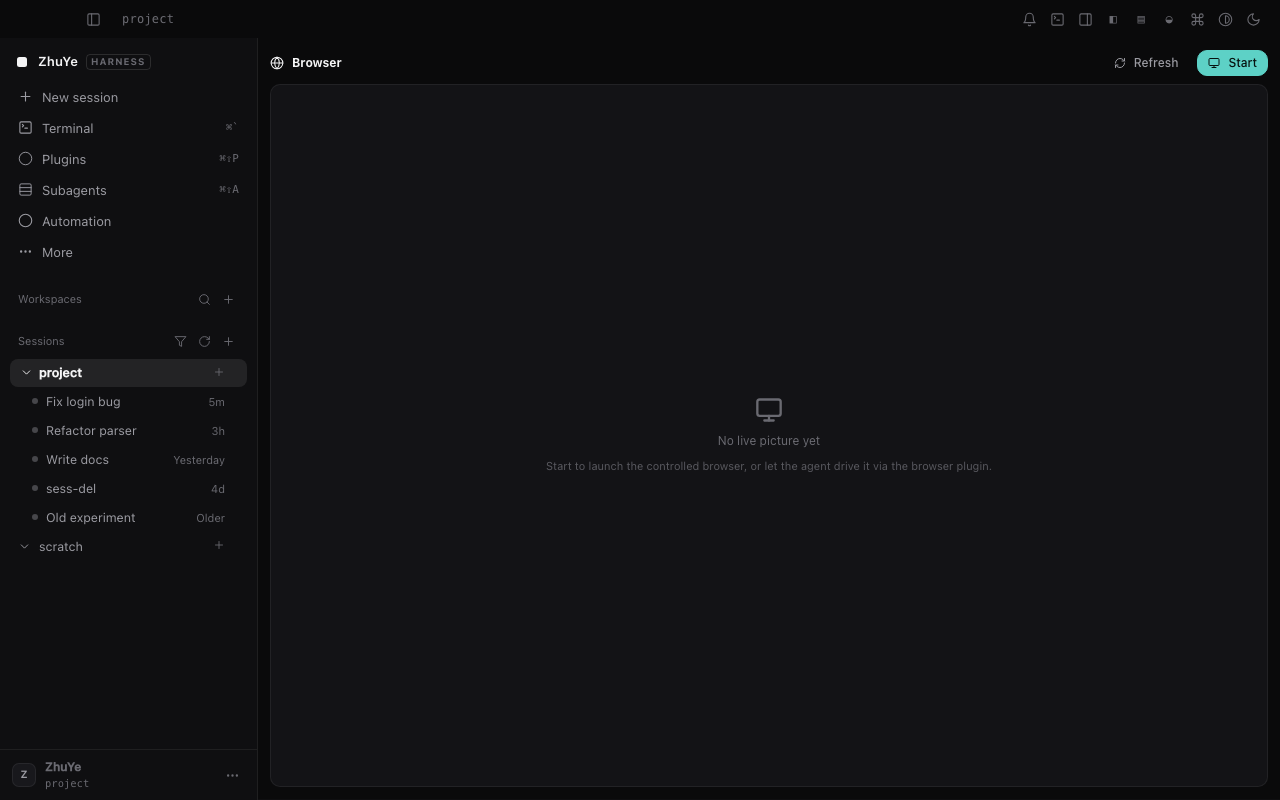 project
ZhuYe HARNESS
New session
Terminal ⌘`
Plugins ⌘⇧P
Subagents ⌘⇧A
Automation
More
Workspaces
Sessions
project
Fix login bug 5m
Refactor parser 3h
Write docs Yesterday
sess-del 4d
Old experiment Older
scratch
Z ZhuYe
project
Browser Refresh Start
No live picture yet
Start to launch the controlled browser, or let the agent drive it via the browser plugin.